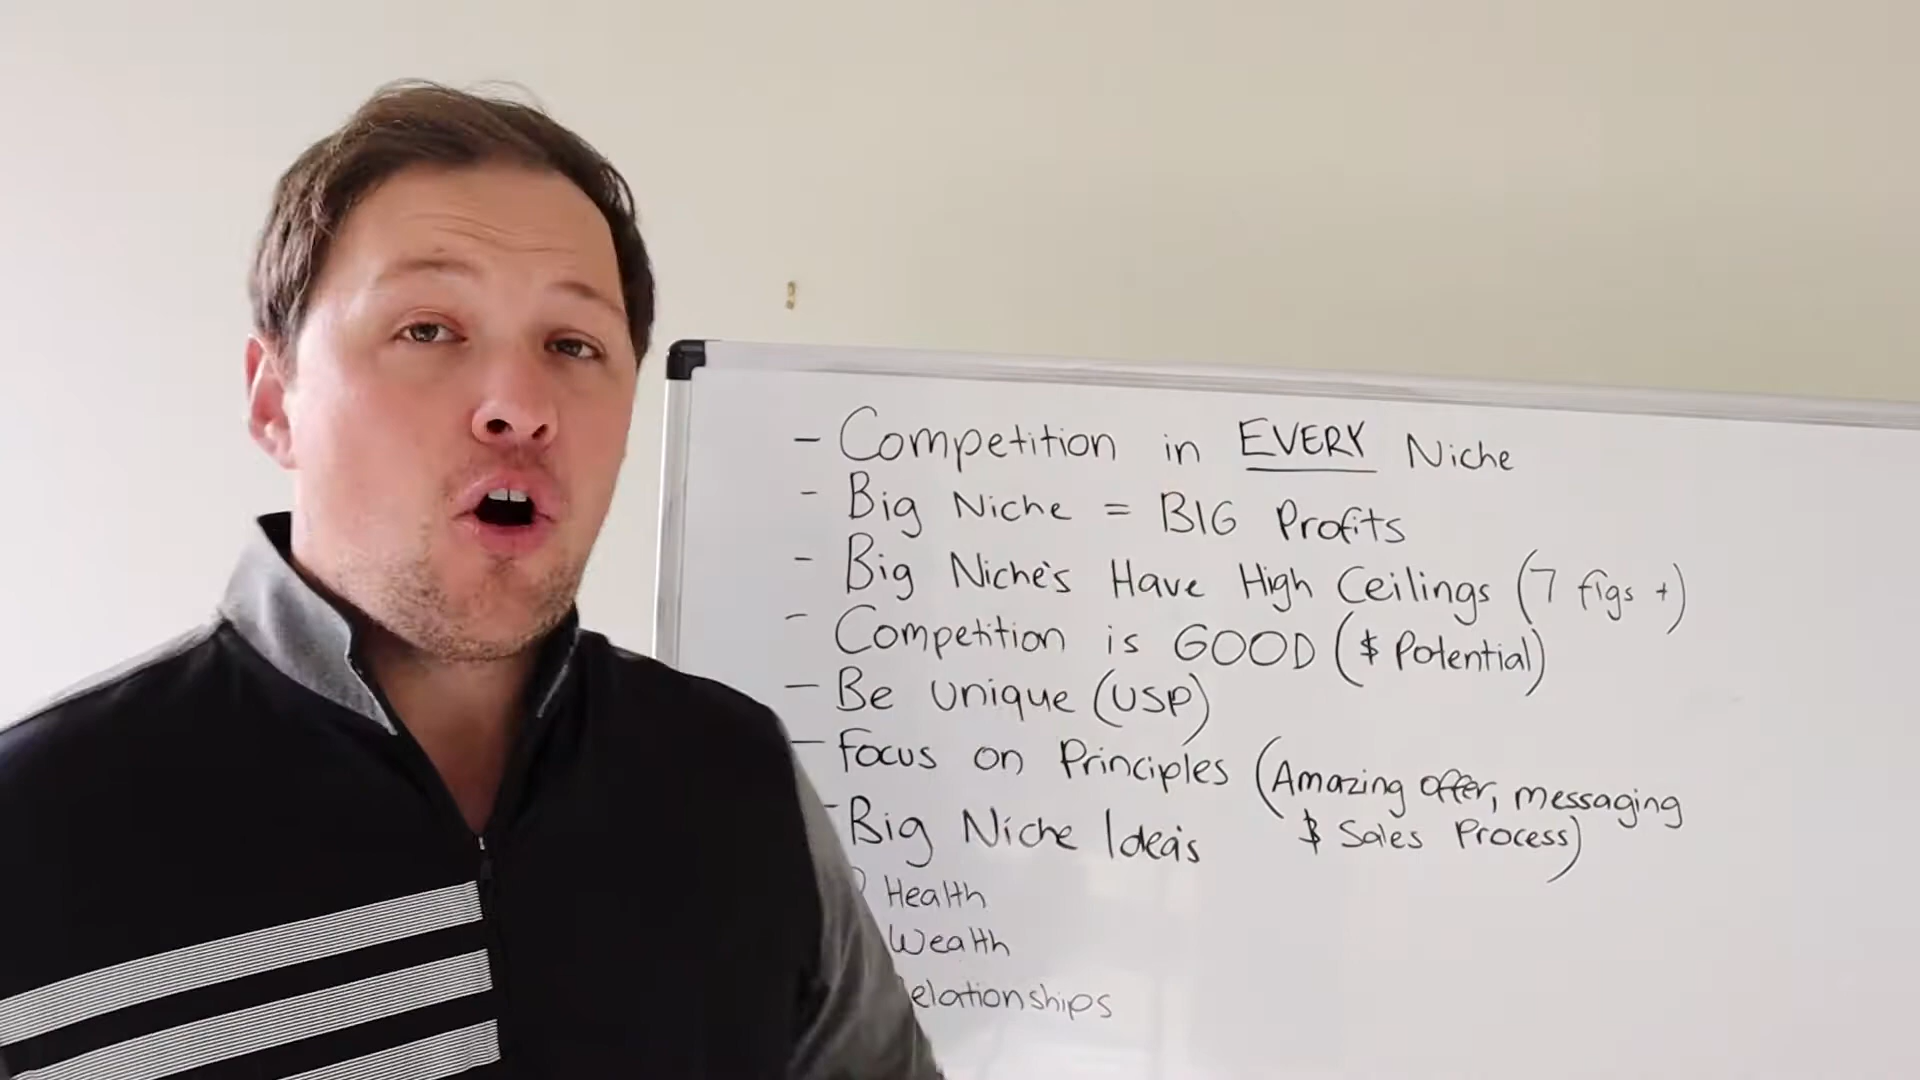 - Competition in EVERY Niche
- Big Niche = BIG Profits
- Big Niche's Have High Ceilings (7 figs +)
- Competition is GOOD ($ Potential)
- Be Unique (USP)
- Focus on Principles (Amazing offer, messaging
$ Sales Process)
- Big Niche Idea's
Health
Wealth
elationships